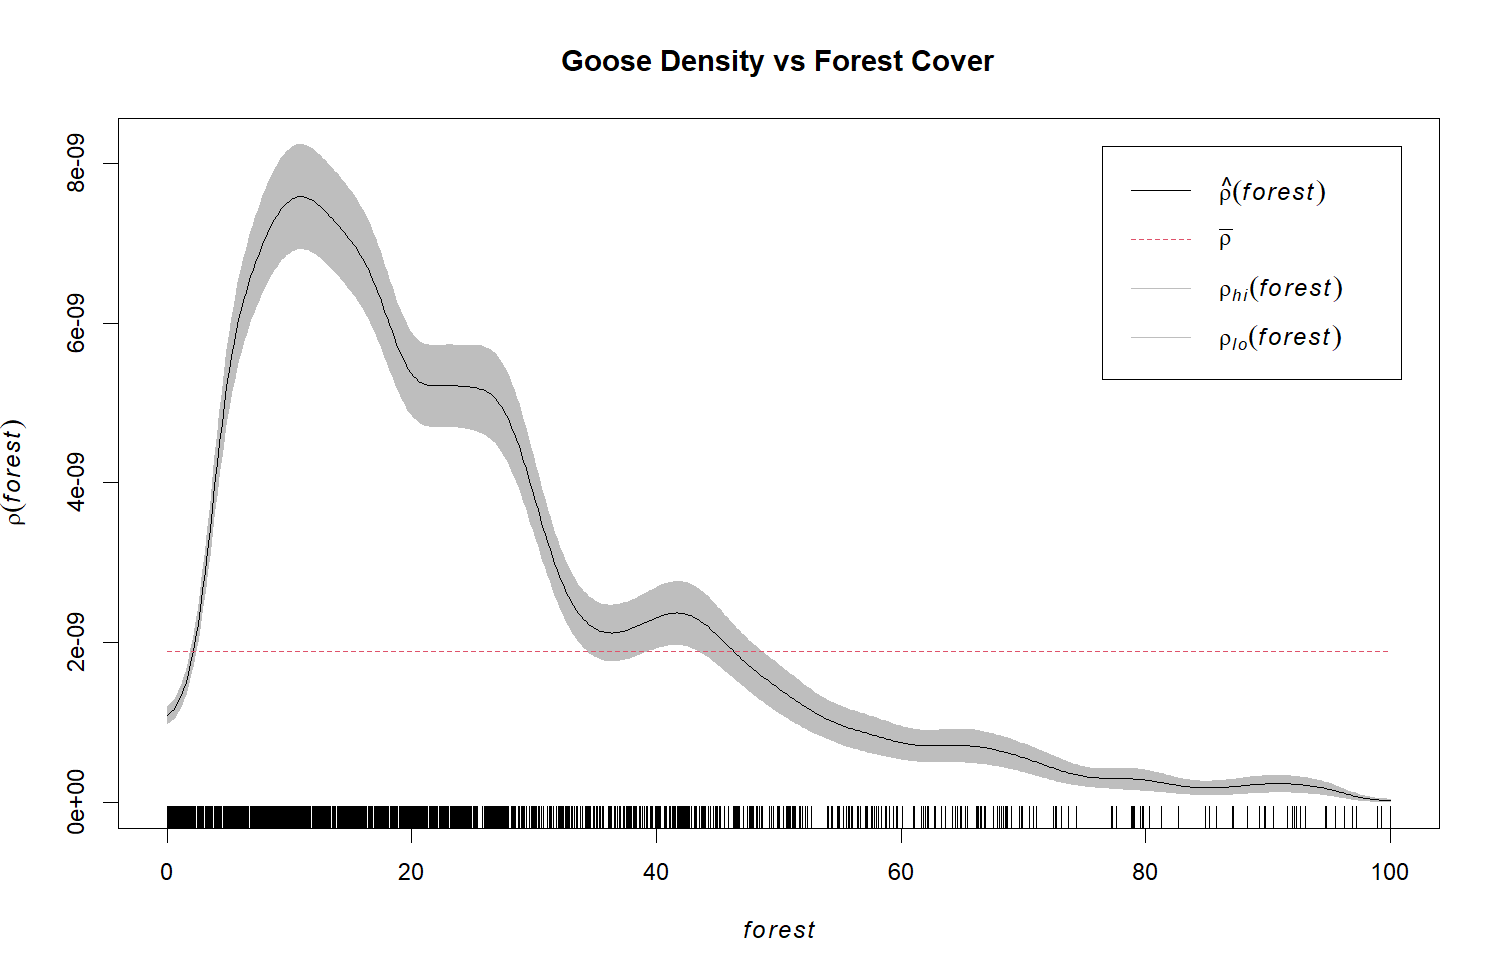 Goose Density vs Forest Cover
ρ̂(forest)
ρ̅
ρhi(forest)
ρlo(forest)
ρ(forest)
8e-09
6e-09
4e-09
2e-09
0e+00
0 20 40 60 80 100
forest